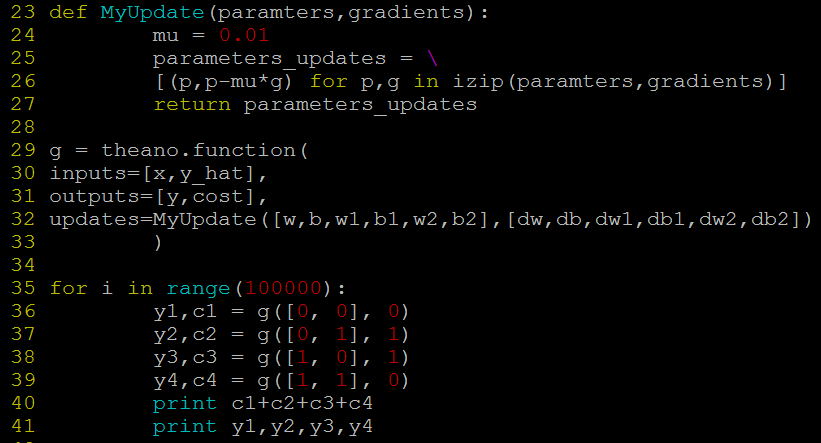 23 def MyUpdate(paramters,gradients):
24         mu = 0.01
25         parameters_updates = \
26         [(p,p-mu*g) for p,g in izip(paramters,gradients)]
27         return parameters_updates
28
29 g = theano.function(
30 inputs=[x,y_hat],
31 outputs=[y,cost],
32 updates=MyUpdate([w,b,w1,b1,w2,b2],[dw,db,dw1,db1,dw2,db2])
33         )
34
35 for i in range(100000):
36         y1,c1 = g([0, 0], 0)
37         y2,c2 = g([0, 1], 1)
38         y3,c3 = g([1, 0], 1)
39         y4,c4 = g([1, 1], 0)
40         print c1+c2+c3+c4
41         print y1,y2,y3,y4